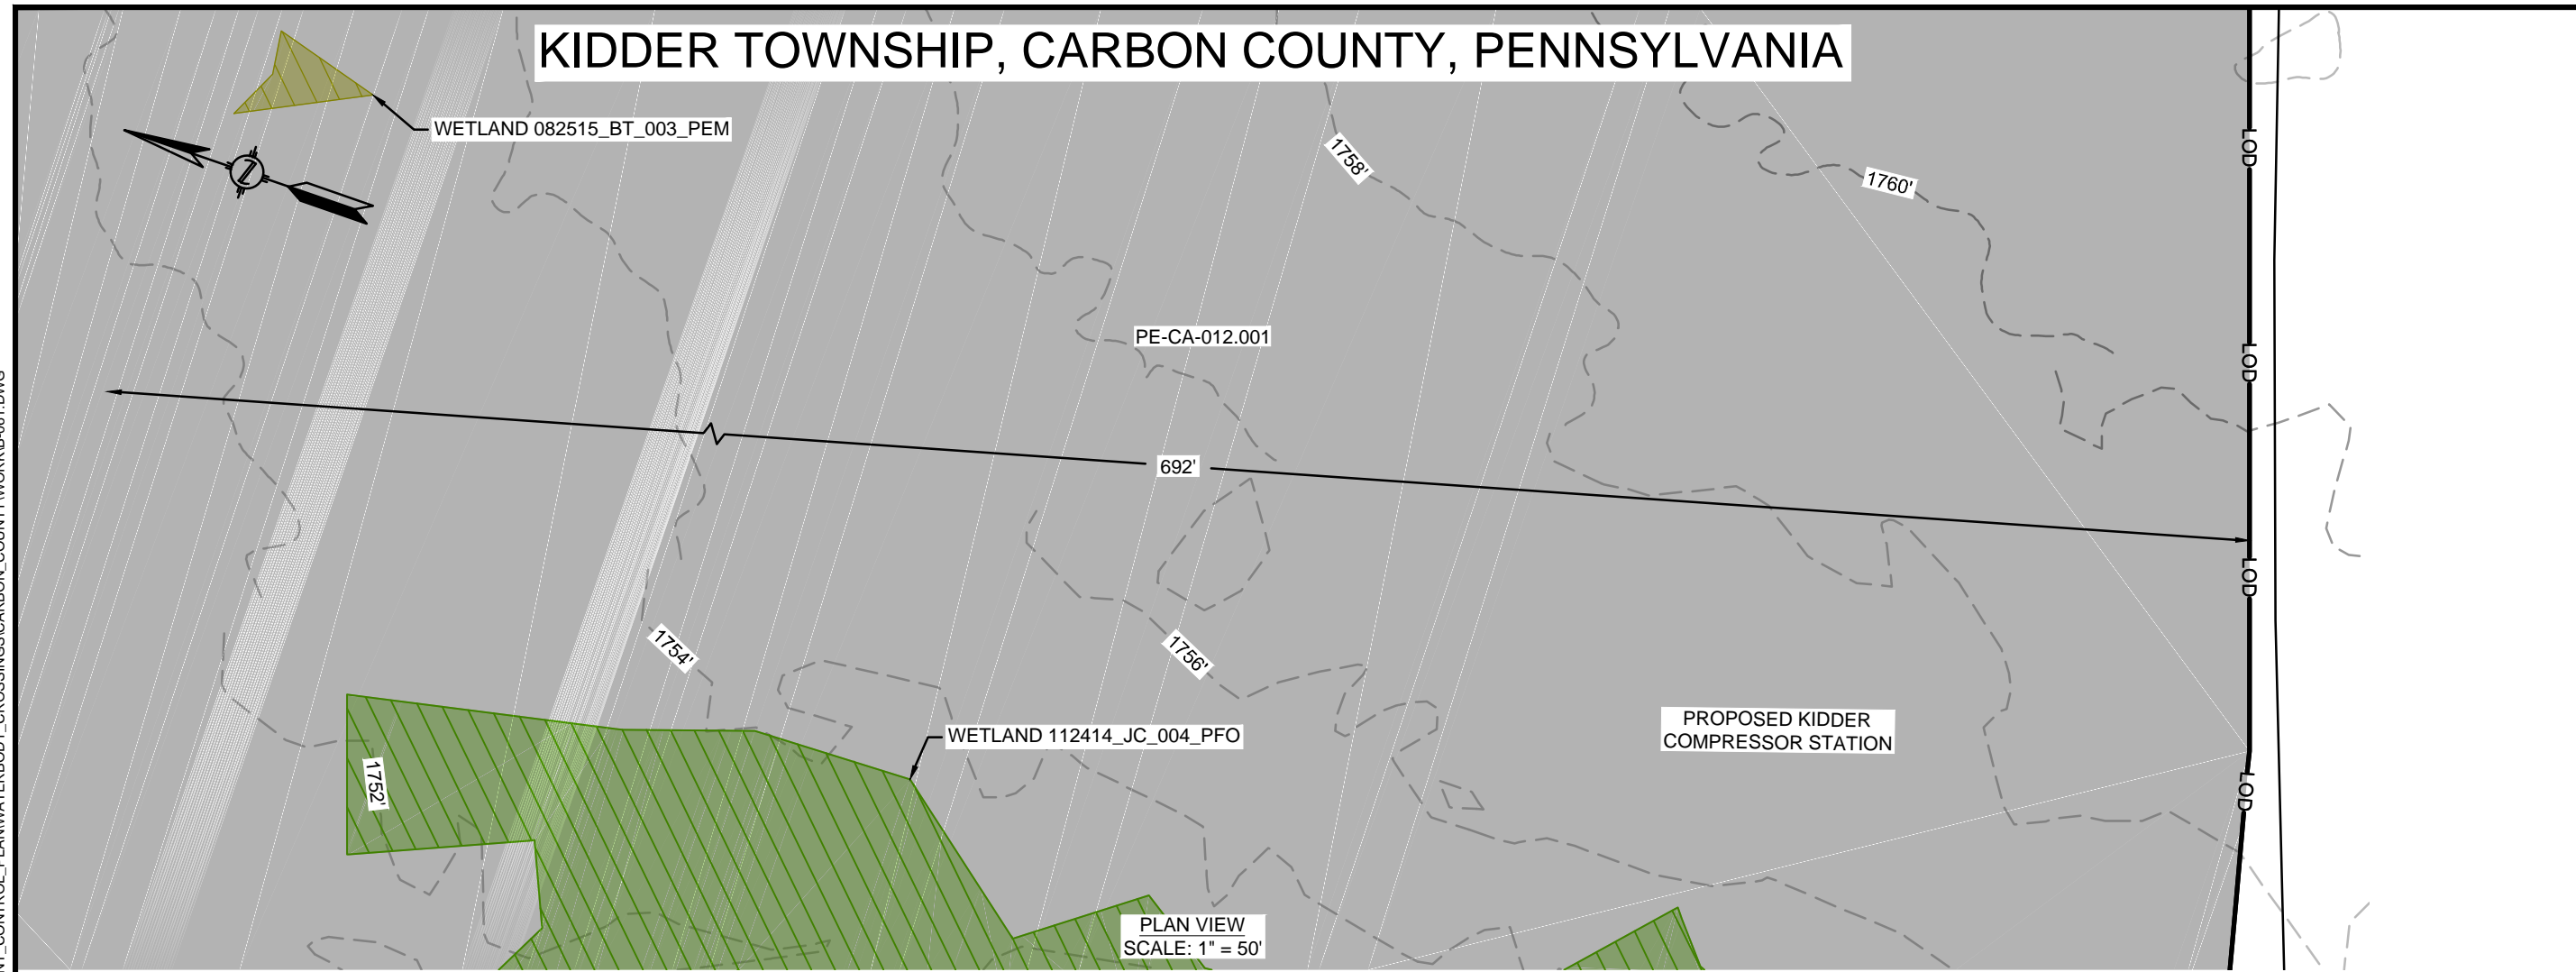 KIDDER TOWNSHIP, CARBON COUNTY, PENNSYLVANIA
WETLAND 082515_BT_003_PEM
1758'
1760'
LOD
PE-CA-012.001
LOD
692'
LOD
1754'
1756'
WETLAND 112414_JC_004_PFO
PROPOSED KIDDER
COMPRESSOR STATION
1752'
LOD
PLAN VIEW
SCALE: 1" = 50'